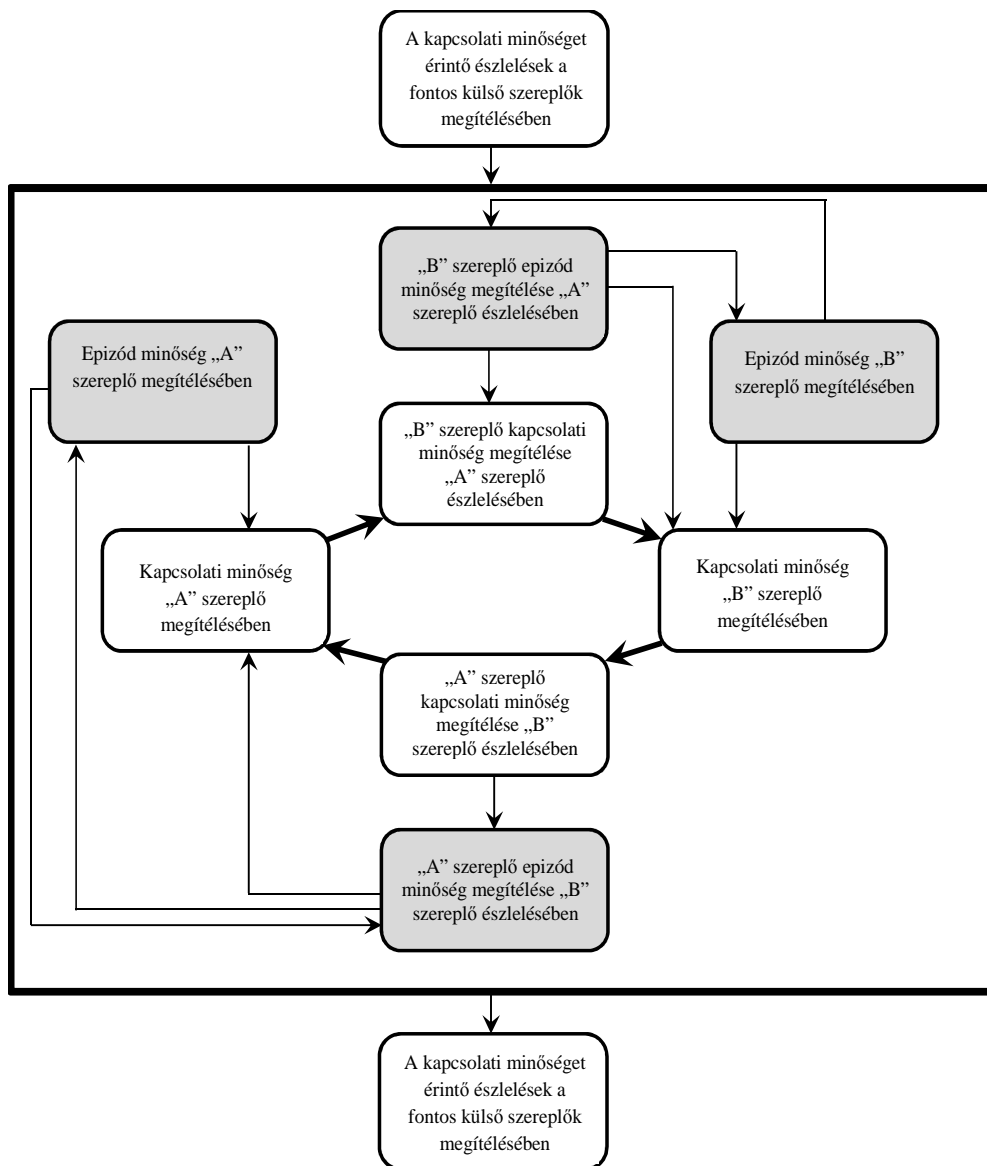 A kapcsolati minőséget
érintő észlelések a
fontos külső szereplők
megítélésében
„B” szereplő epizód
minőség megítélése „A”
szereplő észlelésében
Epizód minőség „A”
szereplő megítélésében
Epizód minőség „B”
szereplő megítélésében
„B” szereplő kapcsolati
minőség megítélése
„A” szereplő
észlelésében
Kapcsolati minőség
„A” szereplő
megítélésében
Kapcsolati minőség
„B” szereplő
megítélésében
„A” szereplő
kapcsolati minőség
megítélése „B”
szereplő észlelésében
„A” szereplő epizód
minőség megítélése „B”
szereplő észlelésében
A kapcsolati minőséget
érintő észlelések a
fontos külső szereplők
megítélésében